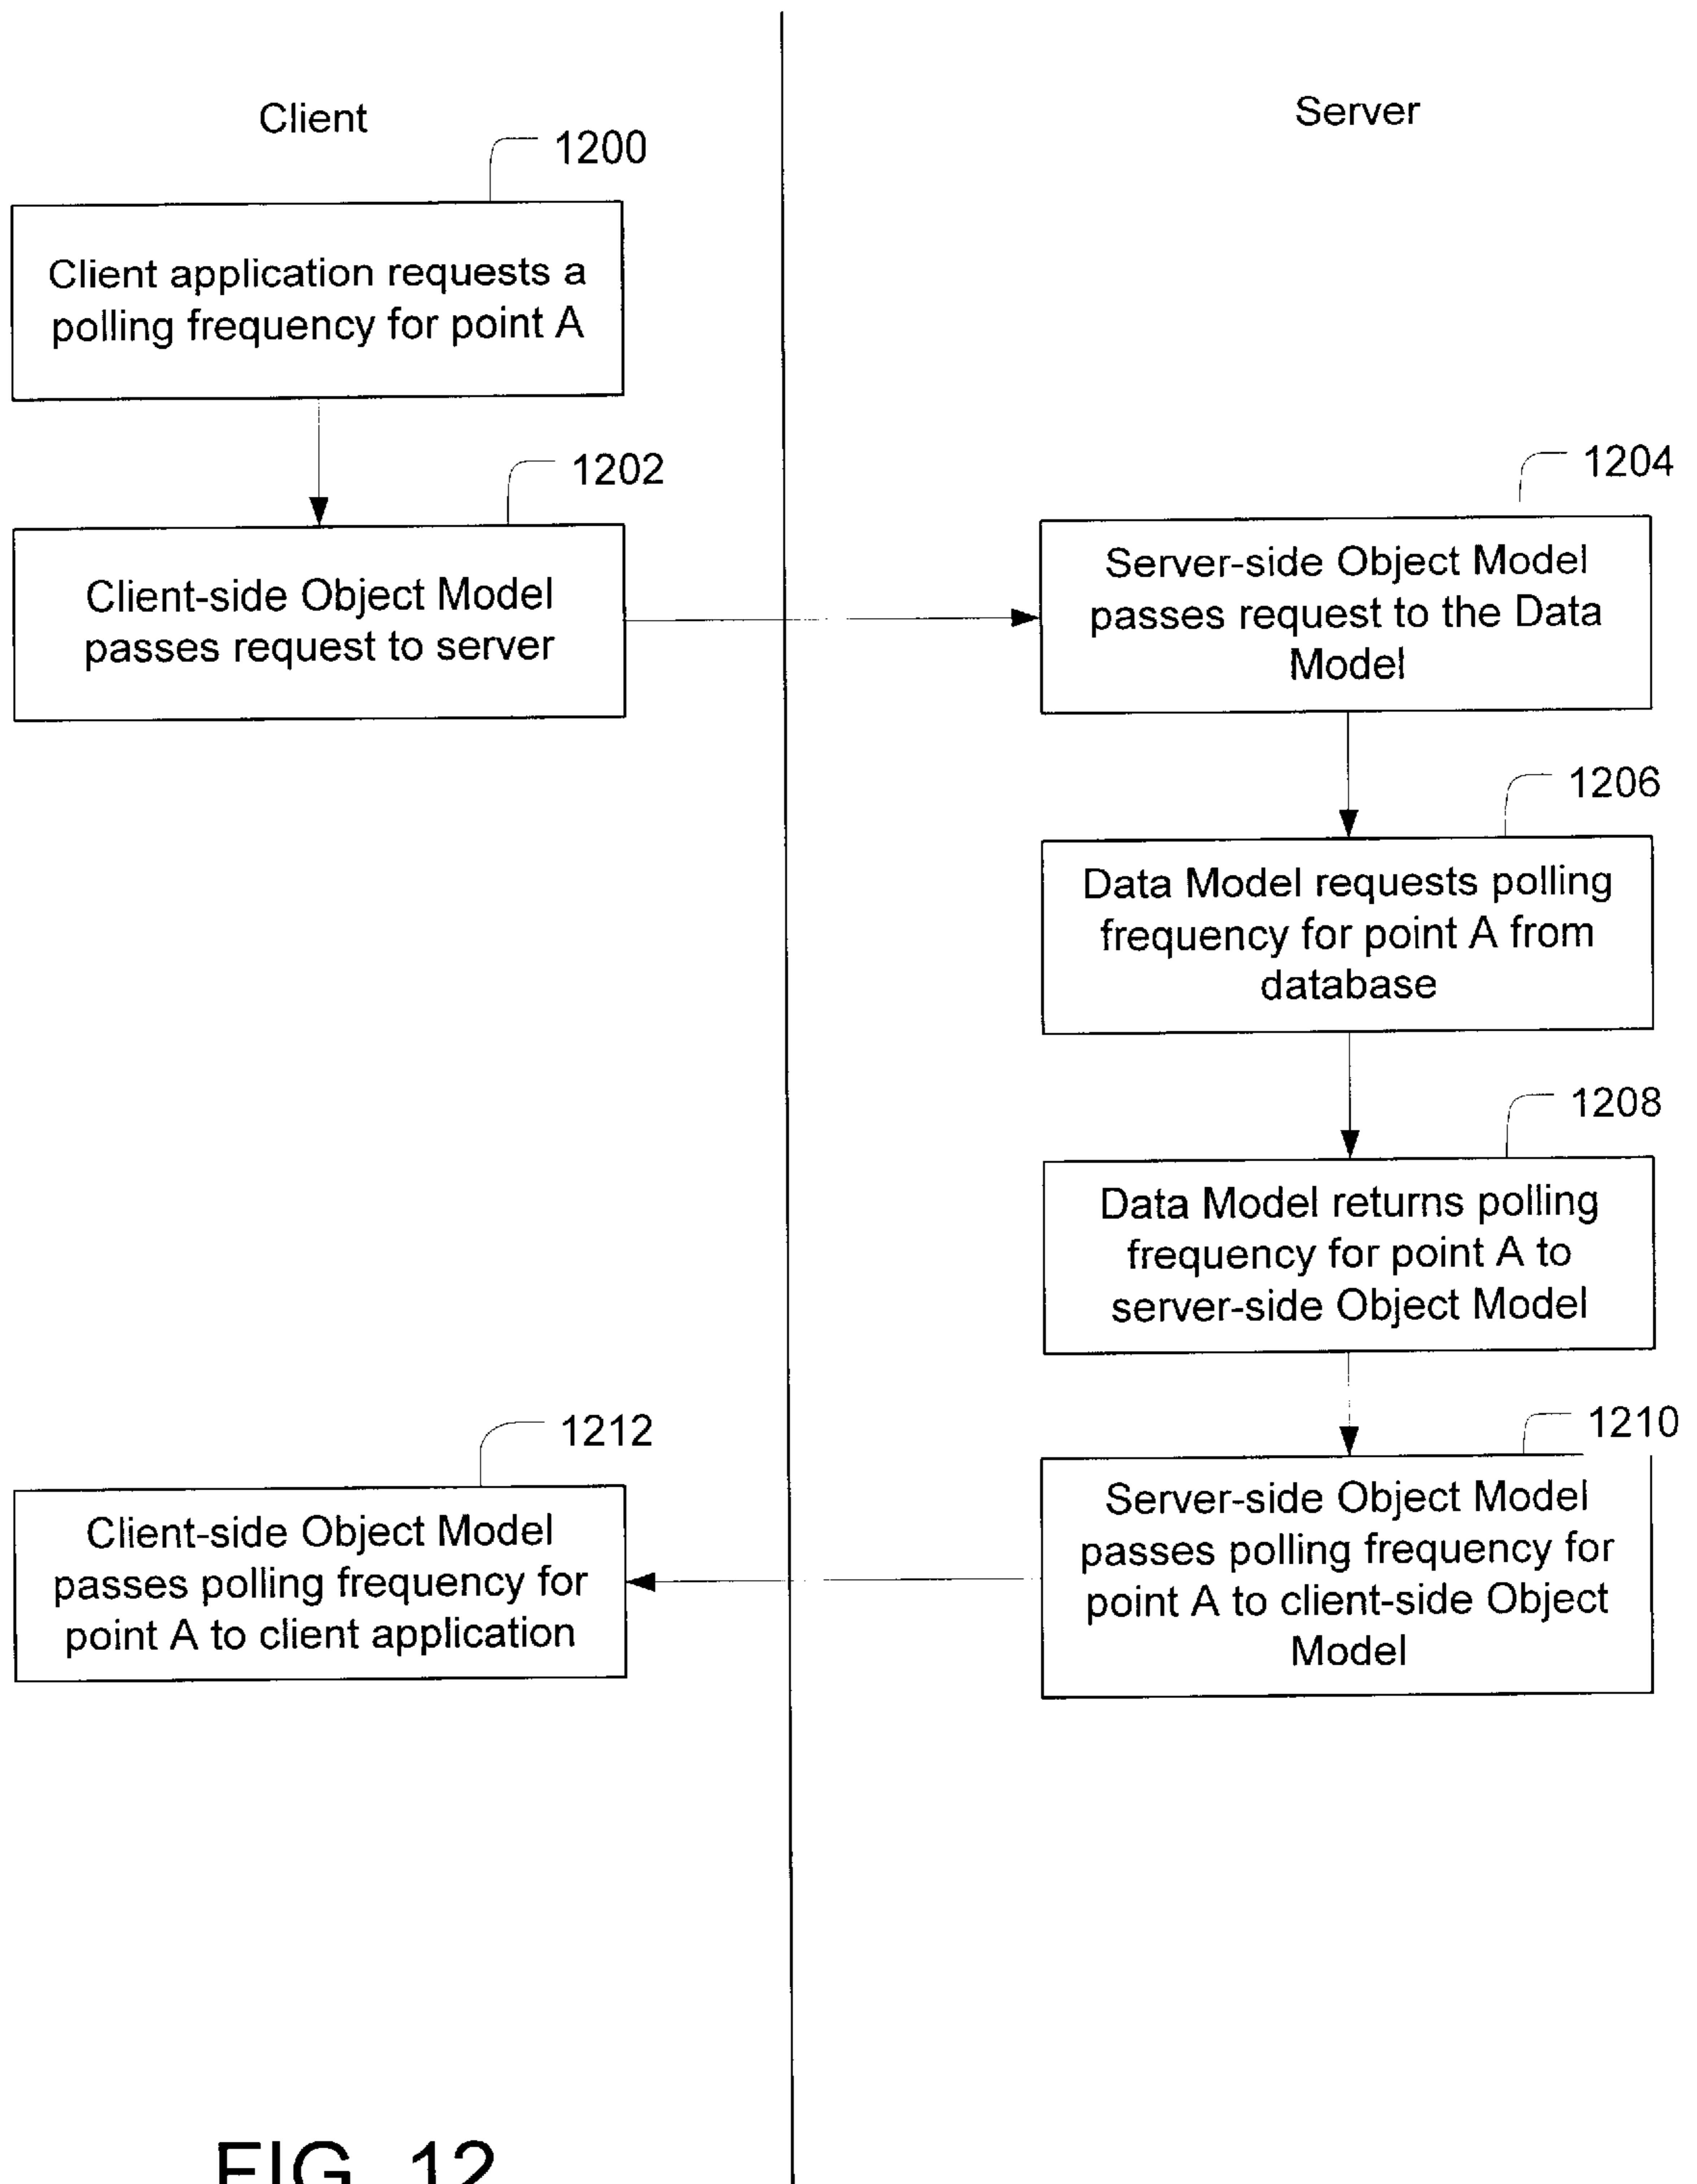 Client
Server
1200
Client application requests a
polling frequency for point A
1202
Client-side Object Model
passes request to server
1204
Server-side Object Model
passes request to the Data
Model
1206
Data Model requests polling
frequency for point A from
database
1208
Data Model returns polling
frequency for point A to
server-side Object Model
1210
Server-side Object Model
passes polling frequency for
point A to client-side Object
Model
1212
Client-side Object Model
passes polling frequency for
point A to client application
FIG. 12